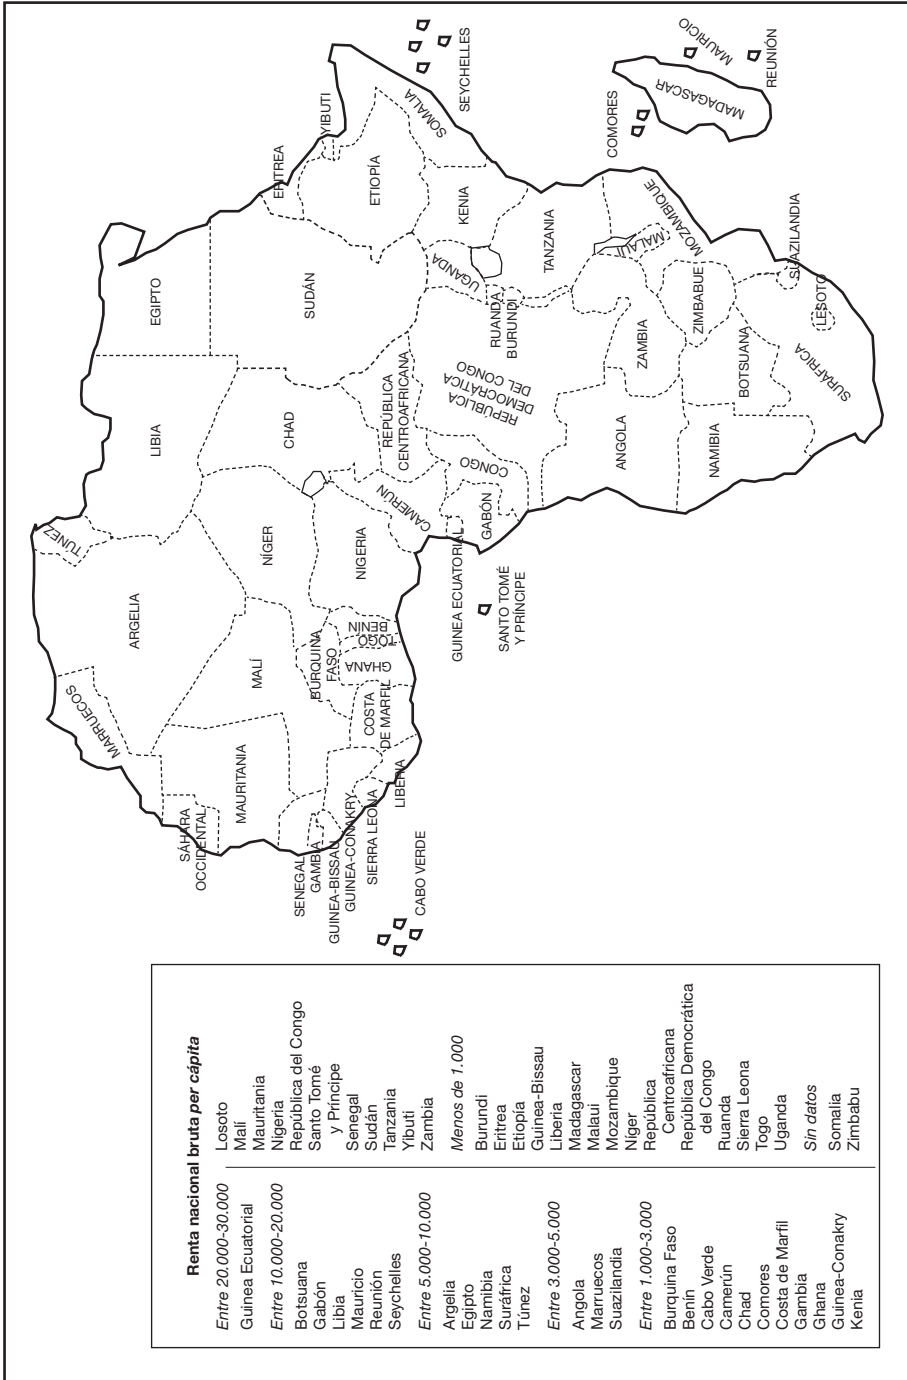 Renta nacional bruta per cápita
Entre 20.000-30.000
Guinea Ecuatorial
Entre 10.000-20.000
Botsuana
Gabón
Libia
Mauricio
Reunión
Seychelles
Entre 5.000-10.000
Argelia
Egipto
Namibia
Suráfrica
Túnez
Entre 3.000-5.000
Angola
Marruecos
Suazilandia
Entre 1.000-3.000
Burquina Faso
Benín
Cabo Verde
Camerún
Chad
Comores
Costa de Marfil
Gambia
Ghana
Guinea-Conakry
Kenia
Losoto
Malí
Mauritania
Nigeria
República del Congo
Santo Tomé
y Príncipe
Senegal
Sudán
Tanzania
Yibuti
Zambia
Menos de 1.000
Burundi
Eritrea
Etiopía
Guinea-Bissau
Liberia
Madagascar
Malaui
Mozambique
Níger
República
Centroafricana
República Democrática
del Congo
Ruanda
Sierra Leona
Togo
Uganda
Sin datos
Somalia
Zimbabu
MARRUECOS
ARGELIA
TÚNEZ
LIBIA
EGIPTO
SÁHARA
OCCIDENTAL
MAURITANIA
MALÍ
NÍGER
CHAD
SUDÁN
ERITREA
YIBUTI
SENEGAL
GAMBIA
GUINEA-BISSAU
GUINEA-CONAKRY
SIERRA LEONA
LIBERIA
CABO VERDE
COSTA
DE MARFIL
BURQUINA
FASO
GHANA
TOGO
BENÍN
NIGERIA
CAMERÚN
REPÚBLICA
CENTROAFRICANA
ETIOPÍA
SOMALIA
SEYCHELLES
GUINEA ECUATORIAL
SANTO TOMÉ
Y PRÍNCIPE
GABÓN
CONGO
REPÚBLICA
DEMOCRÁTICA
DEL CONGO
UGANDA
RUANDA
BURUNDI
KENIA
TANZANIA
ANGOLA
ZAMBIA
MALAUI
MOZAMBIQUE
COMORES
MADAGASCAR
MAURICIO
REUNIÓN
NAMIBIA
BOTSUANA
ZIMBABUE
SUAZILANDIA
LESOTO
SURÁFRICA